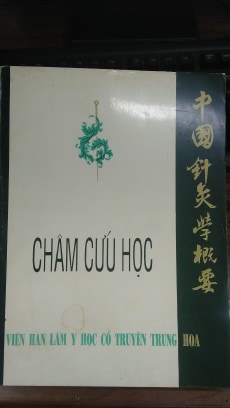 中國針灸學概要
CHÂM CỨU HỌC
VIỆN HÀN LÂM Y HỌC CỔ TRUYỀN TRUNG HOA